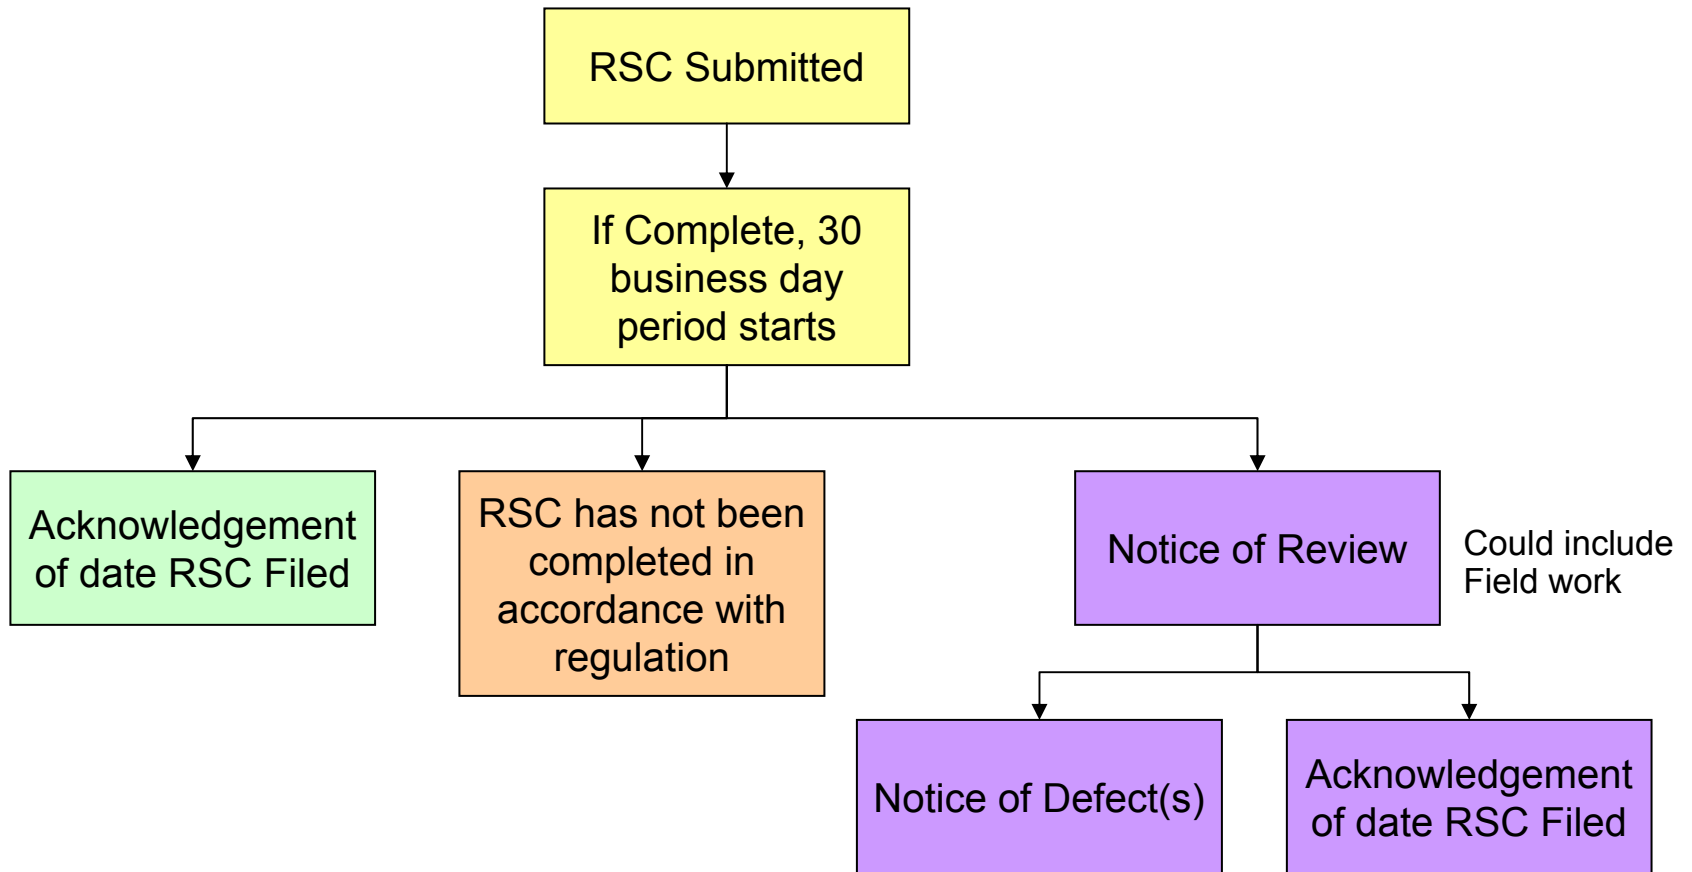 RSC Submitted
If Complete, 30
business day
period starts
Acknowledgement
of date RSC Filed
RSC has not been
completed in
accordance with
regulation
Notice of Review
Could include
Field work
Notice of Defect(s)
Acknowledgement
of date RSC Filed